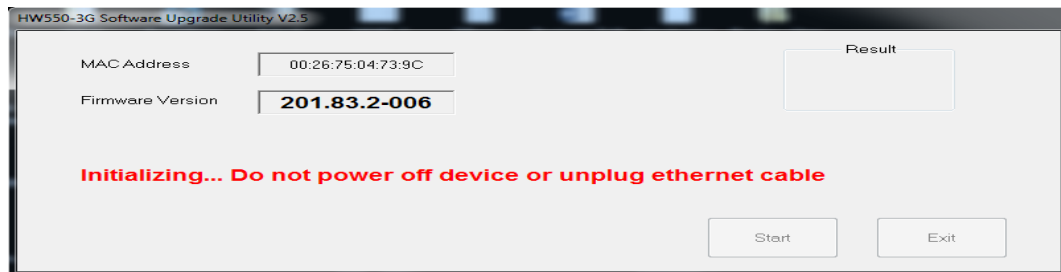 HW550-3G Software Upgrade Utility V2.5
Result
MAC Address 00:26:75:04:73:9C
Firmware Version 201.83.2-006
Initializing... Do not power off device or unplug ethernet cable
Start Exit